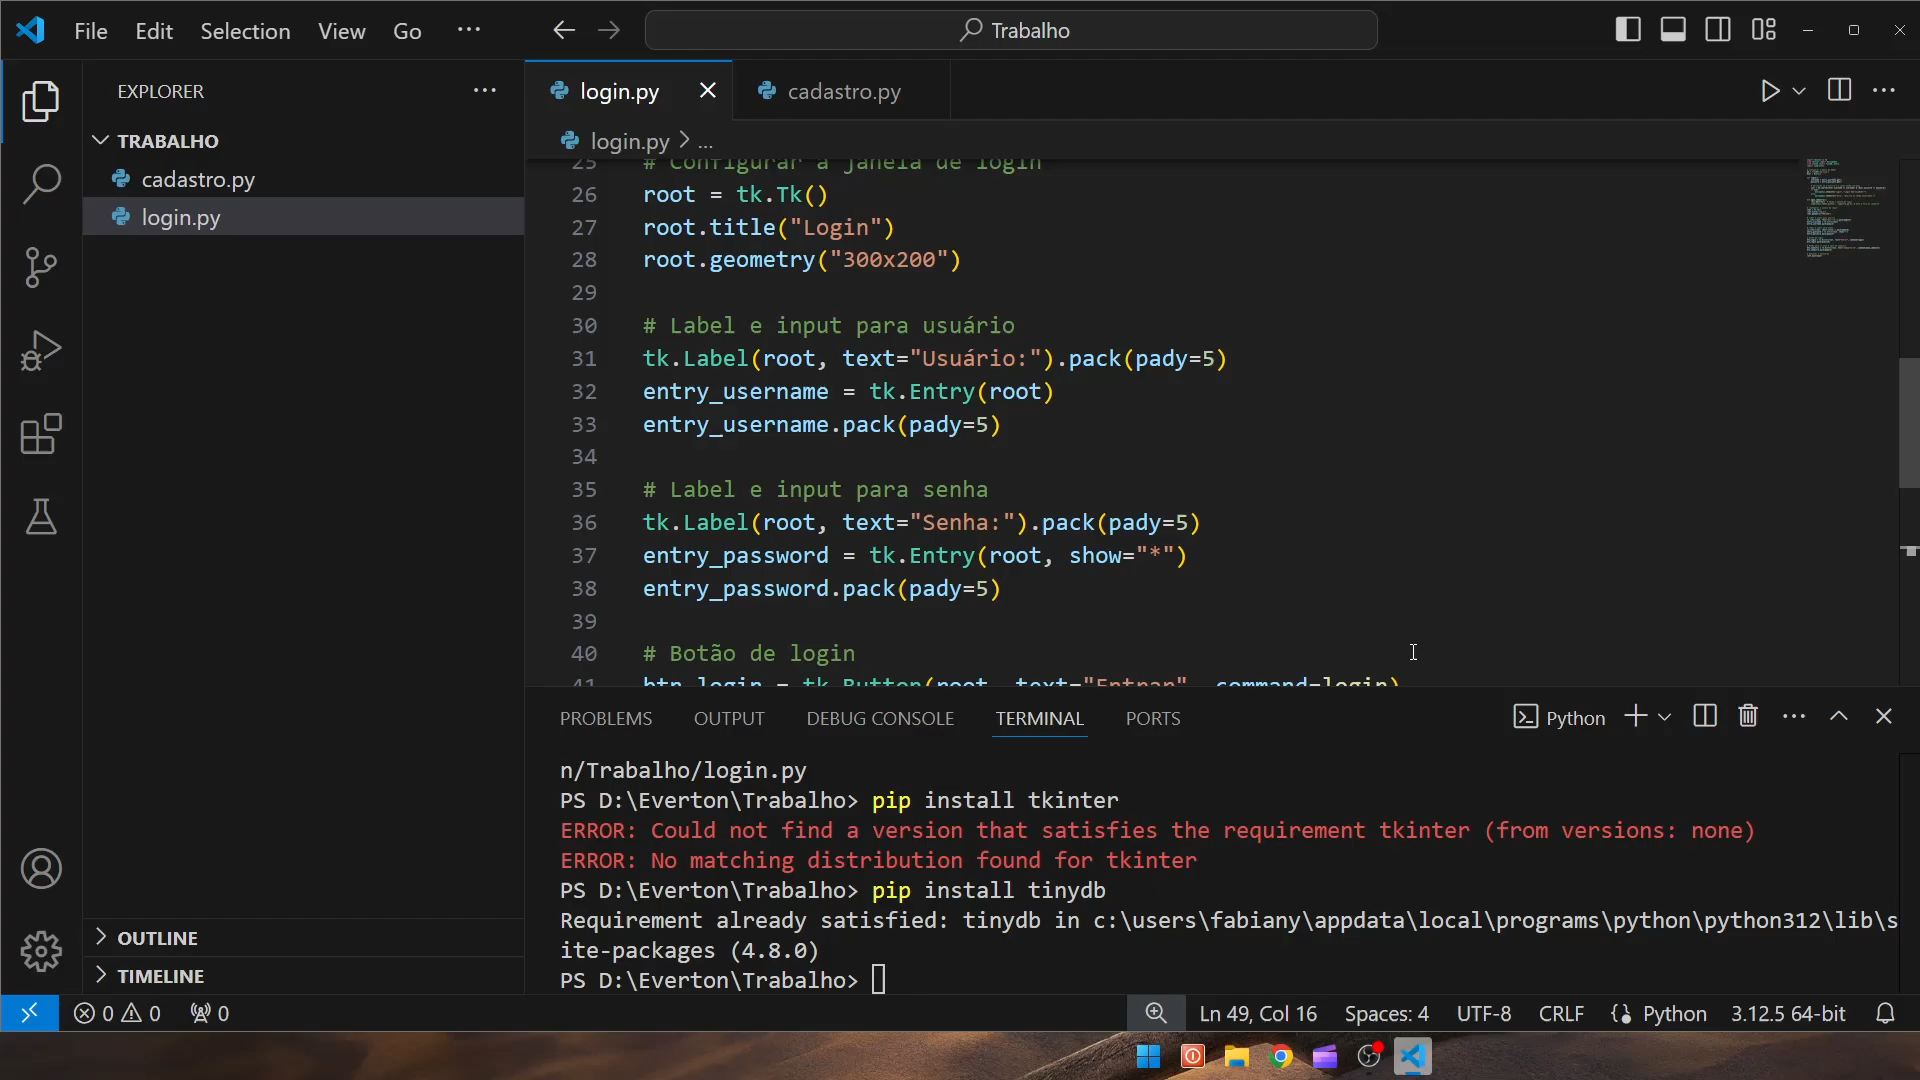 File Edit Selection View Go ···
Trabalho
EXPLORER
···
TRABALHO
cadastro.py
login.py
OUTLINE
TIMELINE
login.py
cadastro.py
login.py > ...
25 # Configurar a janela de login
26 root = tk.Tk()
27 root.title("Login")
28 root.geometry("300x200")
29
30 # Label e input para usuário
31 tk.Label(root, text="Usuário:").pack(pady=5)
32 entry_username = tk.Entry(root)
33 entry_username.pack(pady=5)
34
35 # Label e input para senha
36 tk.Label(root, text="Senha:").pack(pady=5)
37 entry_password = tk.Entry(root, show="*")
38 entry_password.pack(pady=5)
39
40 # Botão de login
41 btn_login = tk.Button(root, text="Entrar", command=login)
PROBLEMS OUTPUT DEBUG CONSOLE TERMINAL PORTS
Python
n/Trabalho/login.py
PS D:\Everton\Trabalho> pip install tkinter
ERROR: Could not find a version that satisfies the requirement tkinter (from versions: none)
ERROR: No matching distribution found for tkinter
PS D:\Everton\Trabalho> pip install tinydb
Requirement already satisfied: tinydb in c:\users\fabiany\appdata\local\programs\python\python312\lib\s
ite-packages (4.8.0)
PS D:\Everton\Trabalho>
0 0 0
Ln 49, Col 16 Spaces: 4 UTF-8 CRLF Python 3.12.5 64-bit